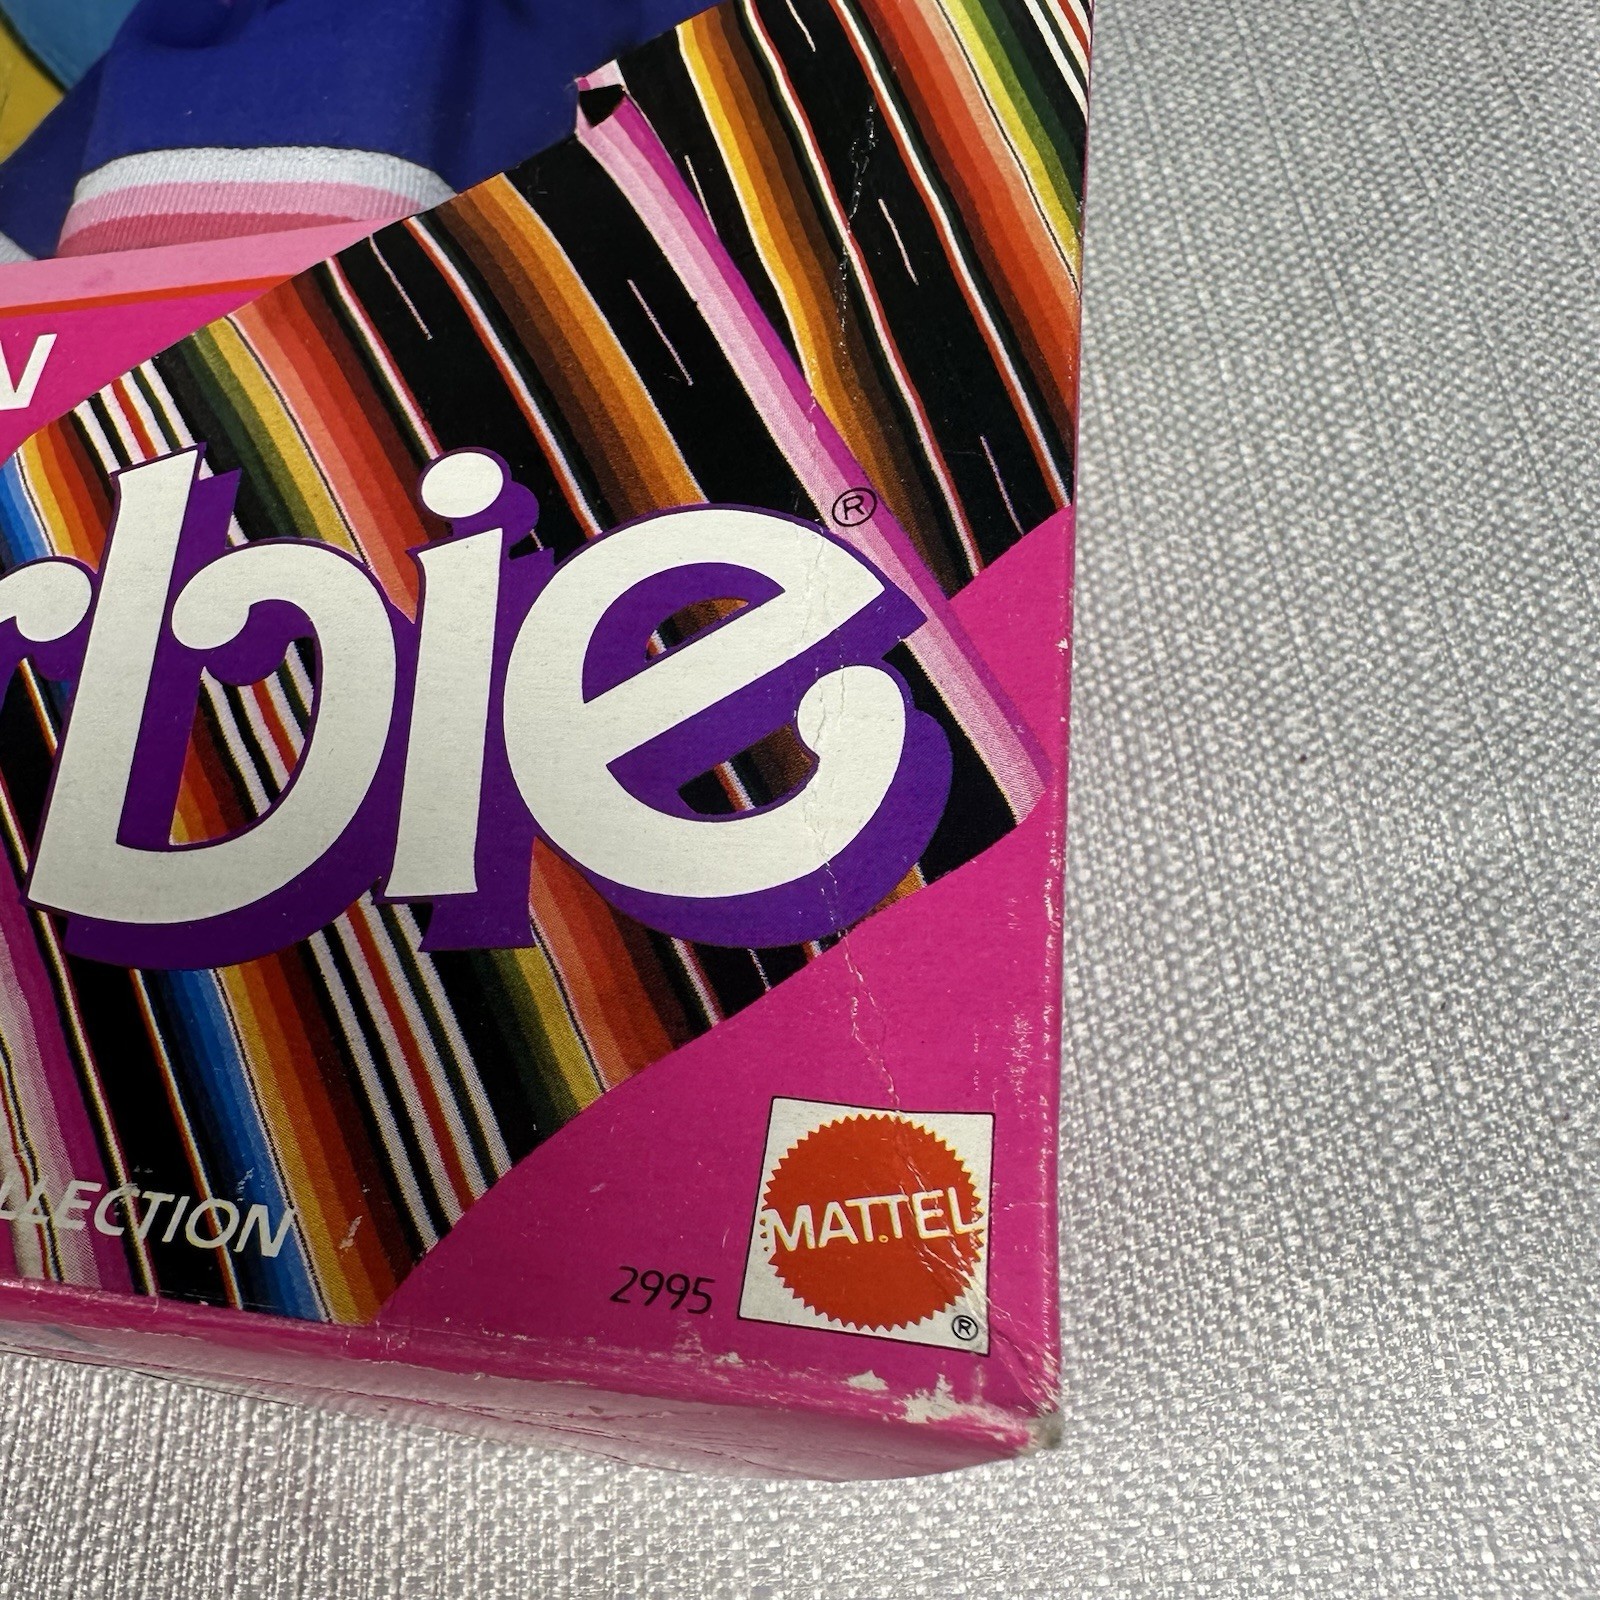 V
rbie®
LLECTION
2995
MATTEL
®